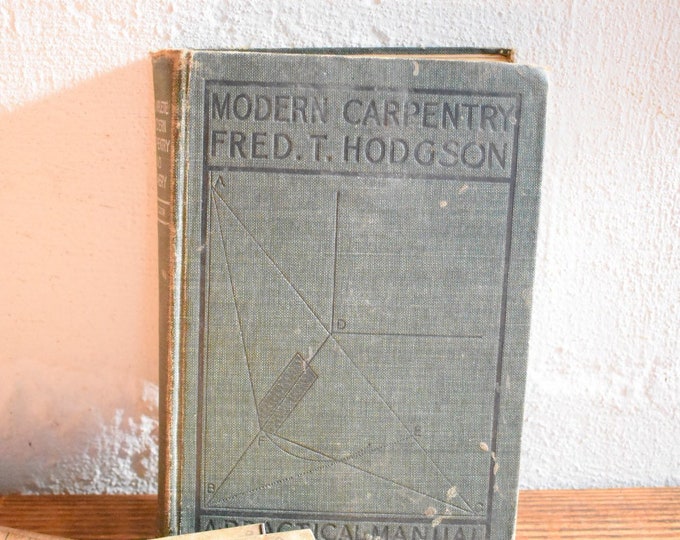 MODERN CARPENTRY
FRED. T. HODGSON
A
D
F
E
B
C
A PRACTICAL MANUAL